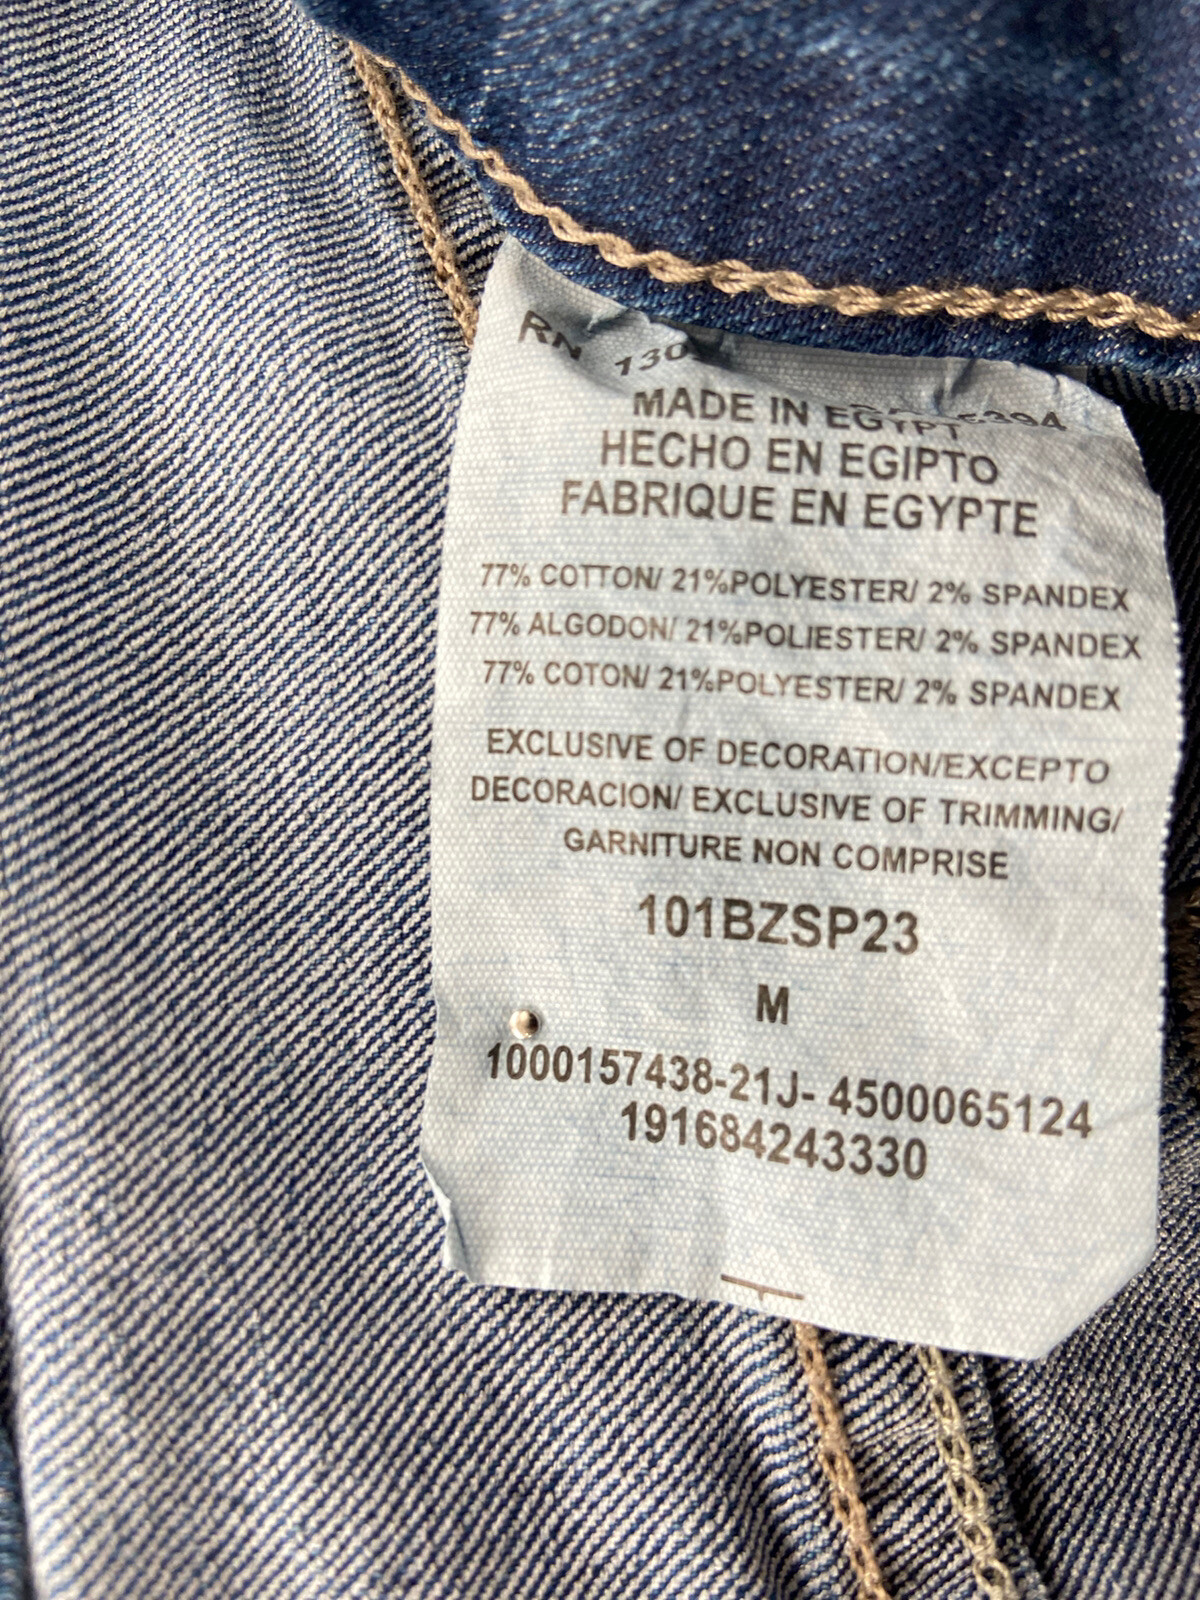 RN 130
5394
MADE IN EGYPT
HECHO EN EGIPTO
FABRIQUE EN EGYPTE
77% COTTON/ 21%POLYESTER/ 2% SPANDEX
77% ALGODON/ 21%POLIESTER/ 2% SPANDEX
77% COTON/ 21%POLYESTER/ 2% SPANDEX
EXCLUSIVE OF DECORATION/EXCEPTO
DECORACION/ EXCLUSIVE OF TRIMMING/
GARNITURE NON COMPRISE
101BZSP23
M
1000157438-21J- 4500065124
191684243330